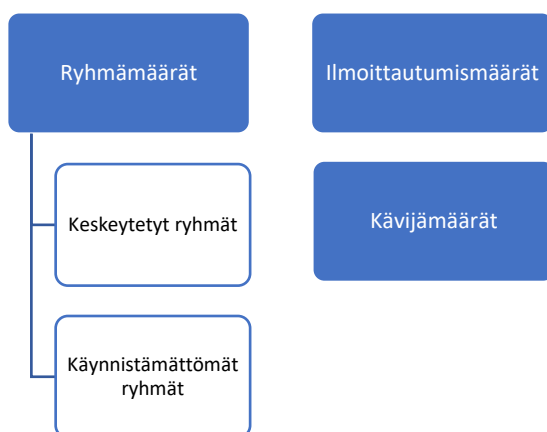 Ryhmämäärät
Keskeytetyt ryhmät
Käynnistämättömät
ryhmät
Ilmoittautumismäärät
Kävijämäärät